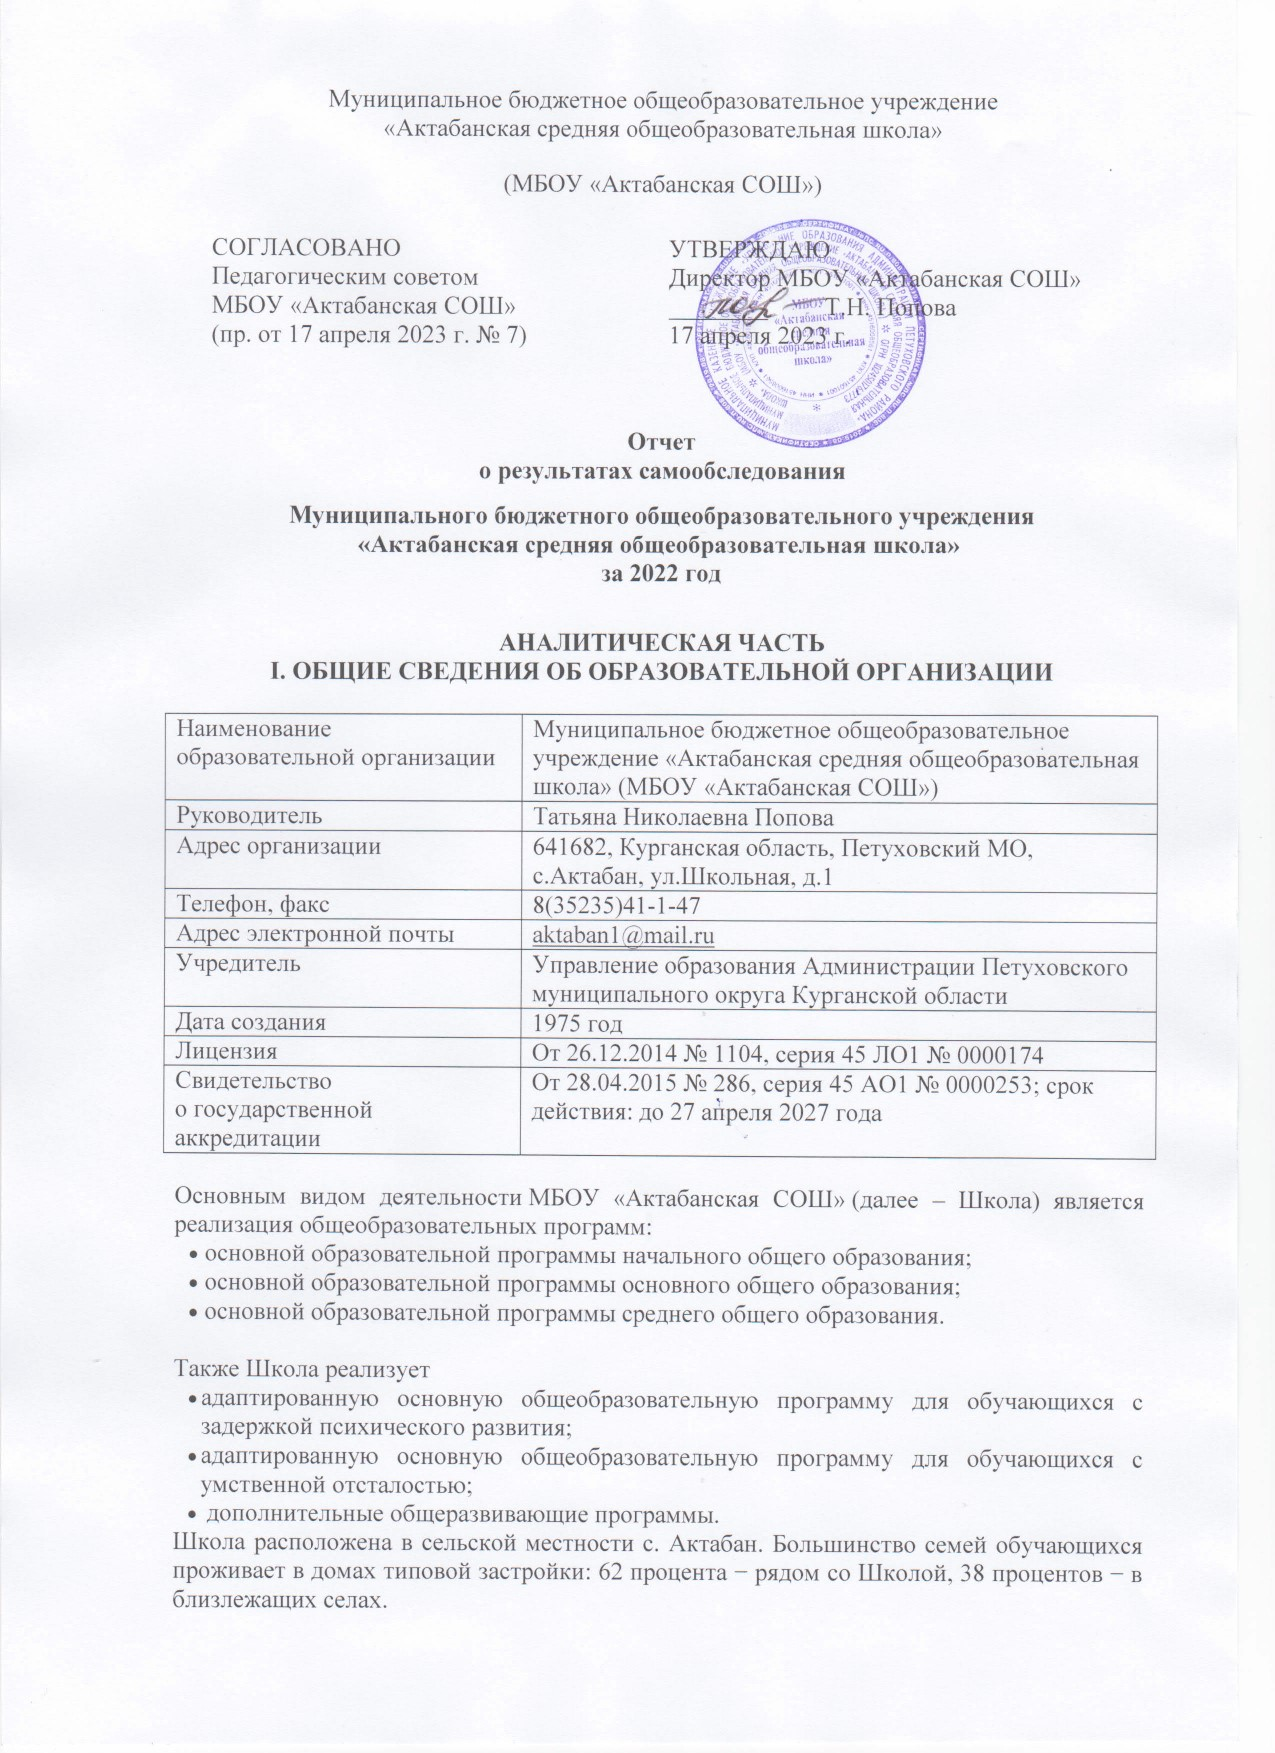 Муниципальное бюджетное общеобразовательное учреждение
«Актабанская средняя общеобразовательная школа»
(МБОУ «Актабанская СОШ»)
СОГЛАСОВАНО
Педагогическим советом
МБОУ «Актабанская СОШ»
(пр. от 17 апреля 2023 г. № 7)
УТВЕРЖДАЮ
Директор МБОУ «Актабанская СОШ»
Т.Н. Попова
17 апреля 2023 г.
МБОУ
«Актабанская
средняя
общеобразовательная
школа»
Отчет
о результатах самообследования
Муниципального бюджетного общеобразовательного учреждения
«Актабанская средняя общеобразовательная школа»
за 2022 год
АНАЛИТИЧЕСКАЯ ЧАСТЬ
I. ОБЩИЕ СВЕДЕНИЯ ОБ ОБРАЗОВАТЕЛЬНОЙ ОРГАНИЗАЦИИ
Наименование
образовательной организации
Муниципальное бюджетное общеобразовательное
учреждение «Актабанская средняя общеобразовательная
школа» (МБОУ «Актабанская СОШ»)
Руководитель
Татьяна Николаевна Попова
Адрес организации
641682, Курганская область, Петуховский МО,
с.Актабан, ул.Школьная, д.1
Телефон, факс
8(35235)41-1-47
Адрес электронной почты
aktaban1@mail.ru
Учредитель
Управление образования Администрации Петуховского
муниципального округа Курганской области
Дата создания
1975 год
Лицензия
От 26.12.2014 № 1104, серия 45 ЛО1 № 0000174
Свидетельство
о государственной
аккредитации
От 28.04.2015 № 286, серия 45 АО1 № 0000253; срок
действия: до 27 апреля 2027 года
Основным видом деятельности МБОУ «Актабанская СОШ» (далее – Школа) является
реализация общеобразовательных программ:
• основной образовательной программы начального общего образования;
• основной образовательной программы основного общего образования;
• основной образовательной программы среднего общего образования.
Также Школа реализует
• адаптированную основную общеобразовательную программу для обучающихся с
задержкой психического развития;
• адаптированную основную общеобразовательную программу для обучающихся с
умственной отсталостью;
• дополнительные общеразвивающие программы.
Школа расположена в сельской местности с. Актабан. Большинство семей обучающихся
проживает в домах типовой застройки: 62 процента − рядом со Школой, 38 процентов − в
близлежащих селах.